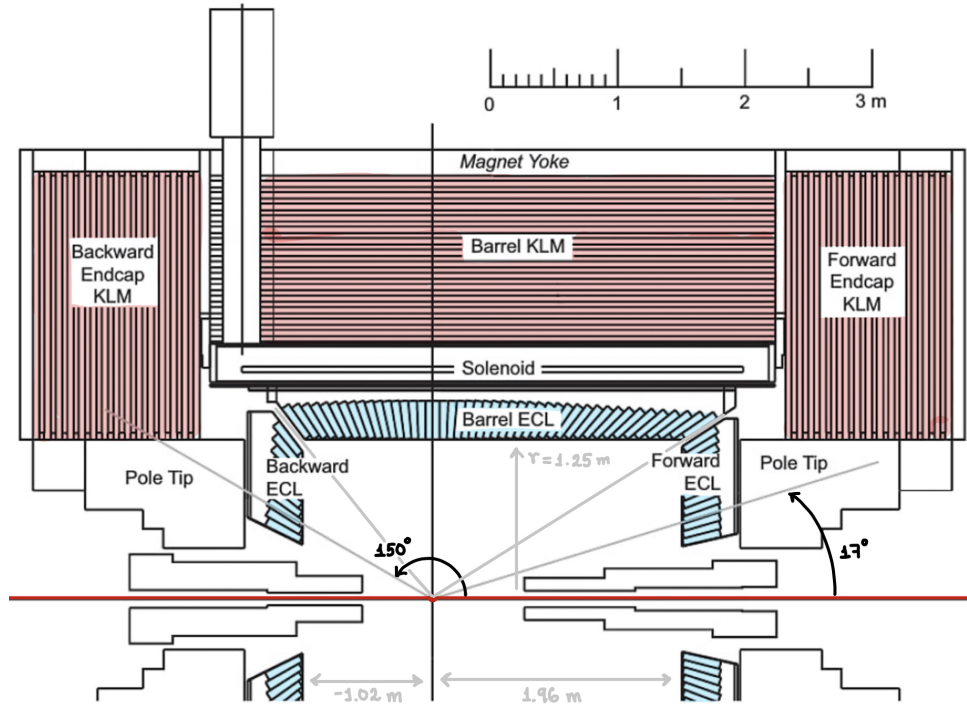 0 1 2 3 m
Magnet Yoke
Backward
Endcap
KLM
Barrel KLM
Forward
Endcap
KLM
Solenoid
Barrel ECL
Backward
ECL
r = 1.25 m
Forward
ECL
Pole Tip
Pole Tip
150°
17°
-1.02 m
1.96 m